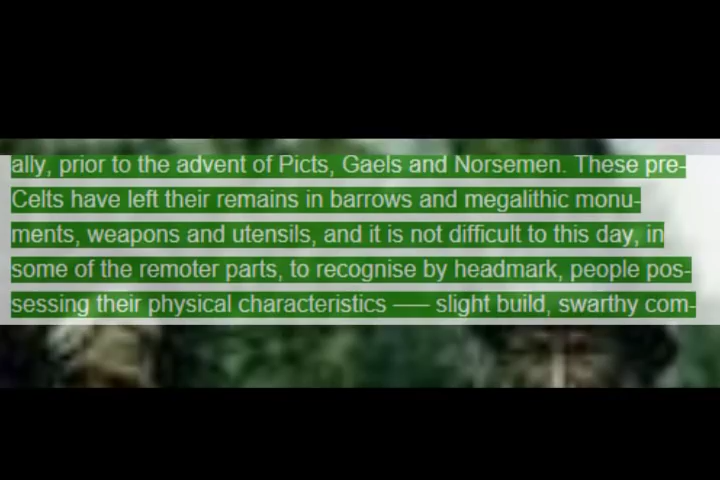 ally, prior to the advent of Picts, Gaels and Norsemen. These pre-
Celts have left their remains in barrows and megalithic monu-
ments, weapons and utensils, and it is not difficult to this day, in
some of the remoter parts, to recognise by headmark, people pos-
sessing their physical characteristics —— slight build, swarthy com-